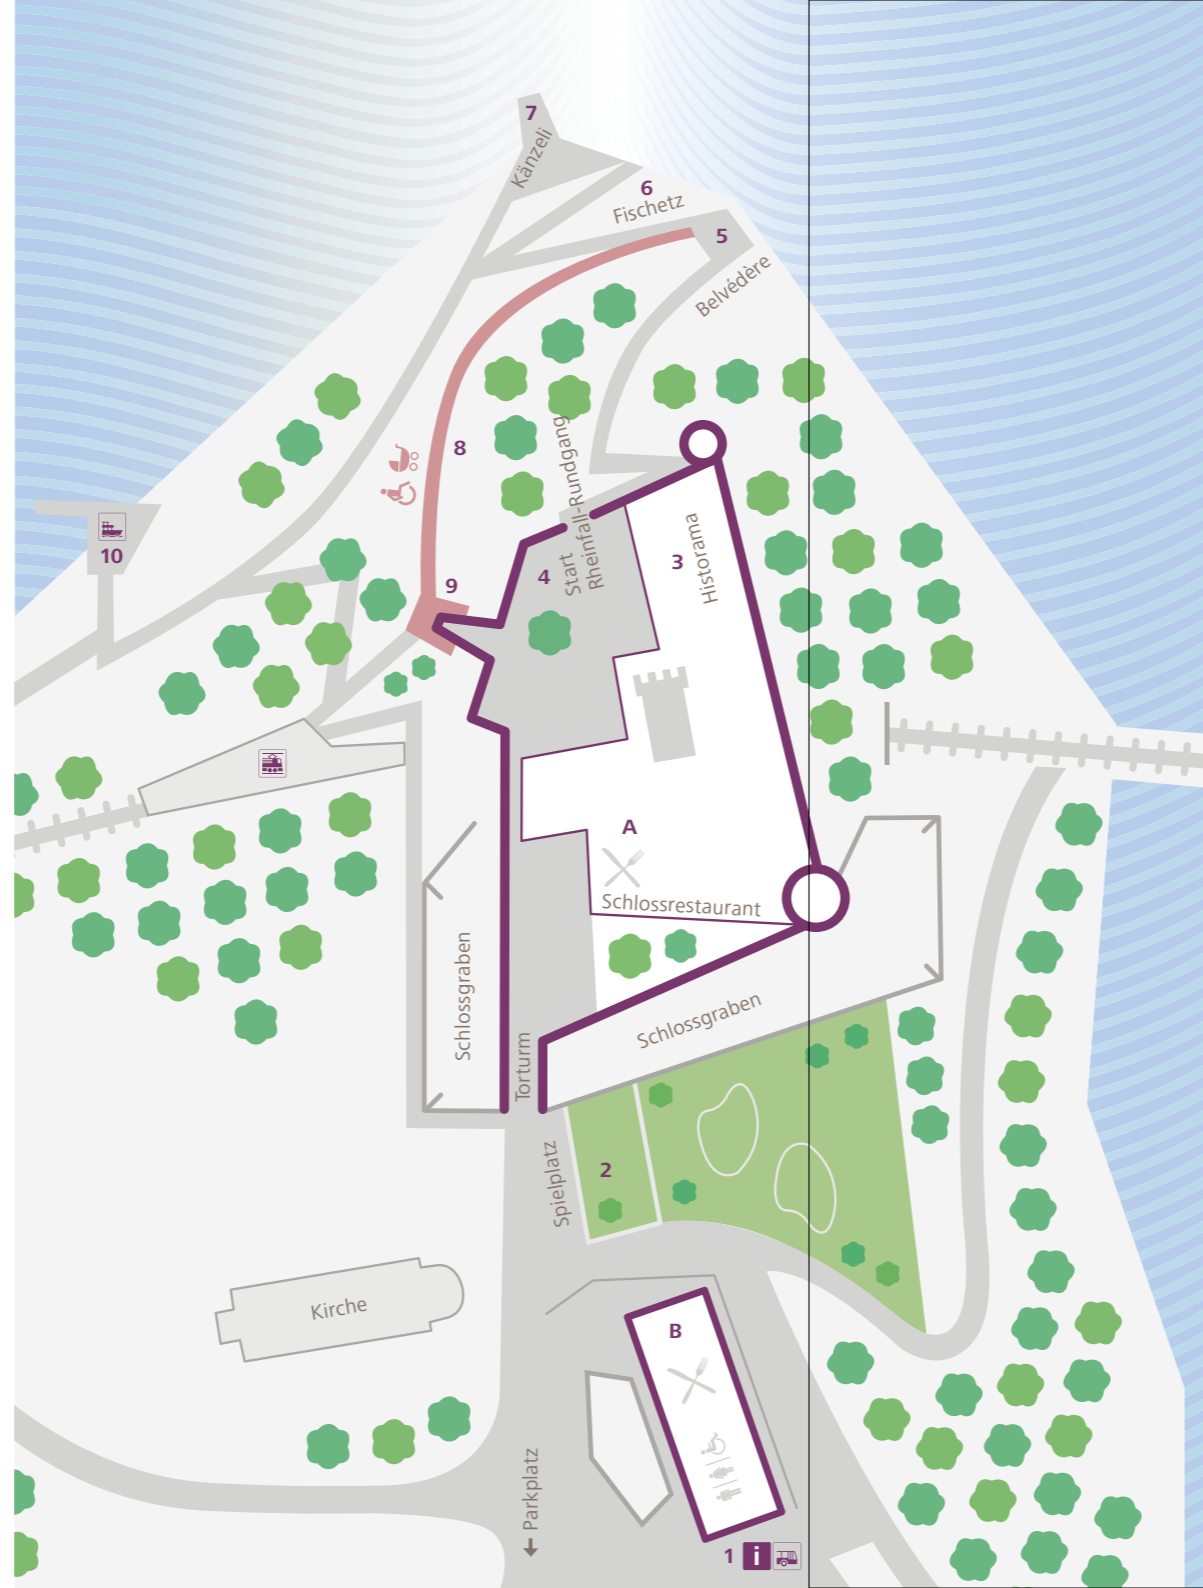 7
Känzeli
6
Fischetz
5
Belvédère
8
Start
Rheinfall-Rundgang
10
3
Historama
9
4
A
Schlossrestaurant
Schlossgraben
Schlossgraben
Torturm
Spielplatz
2
Kirche
B
Parkplatz
1 i